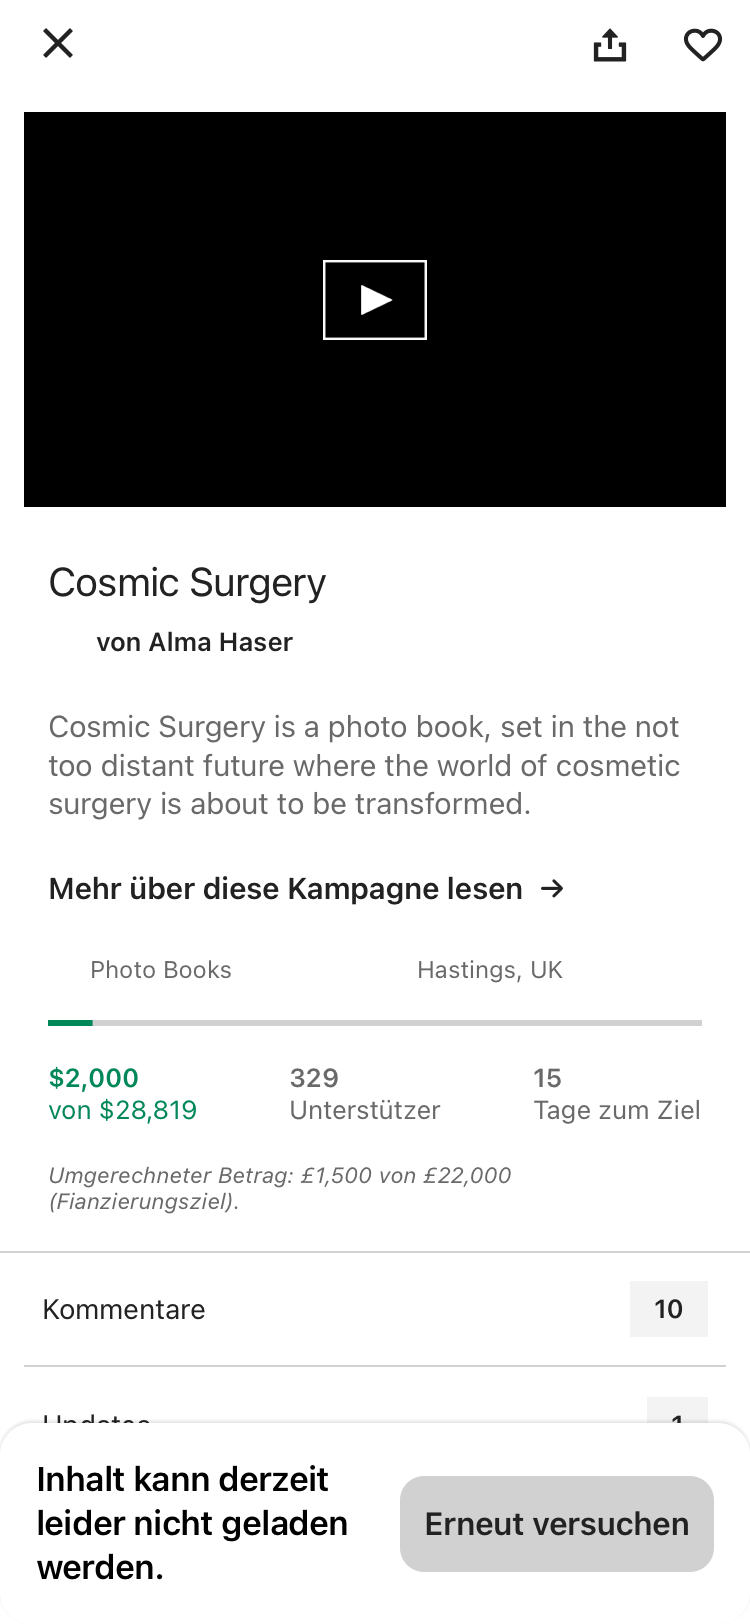 Cosmic Surgery
von Alma Haser
Cosmic Surgery is a photo book, set in the not
too distant future where the world of cosmetic
surgery is about to be transformed.
Mehr über diese Kampagne lesen →
Photo Books
Hastings, UK
$2,000
von $28,819
329
Unterstützer
15
Tage zum Ziel
Umgerechneter Betrag: £1,500 von £22,000
(Fianzierungsziel).
Kommentare
10
Updates
1
Inhalt kann derzeit
leider nicht geladen
werden.
Erneut versuchen